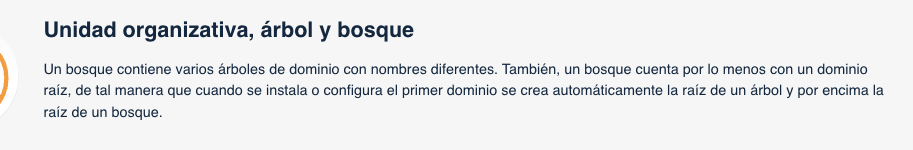 Unidad organizativa, árbol y bosque
Un bosque contiene varios árboles de dominio con nombres diferentes. También, un bosque cuenta por lo menos con un dominio
raíz, de tal manera que cuando se instala o configura el primer dominio se crea automáticamente la raíz de un árbol y por encima la
raíz de un bosque.